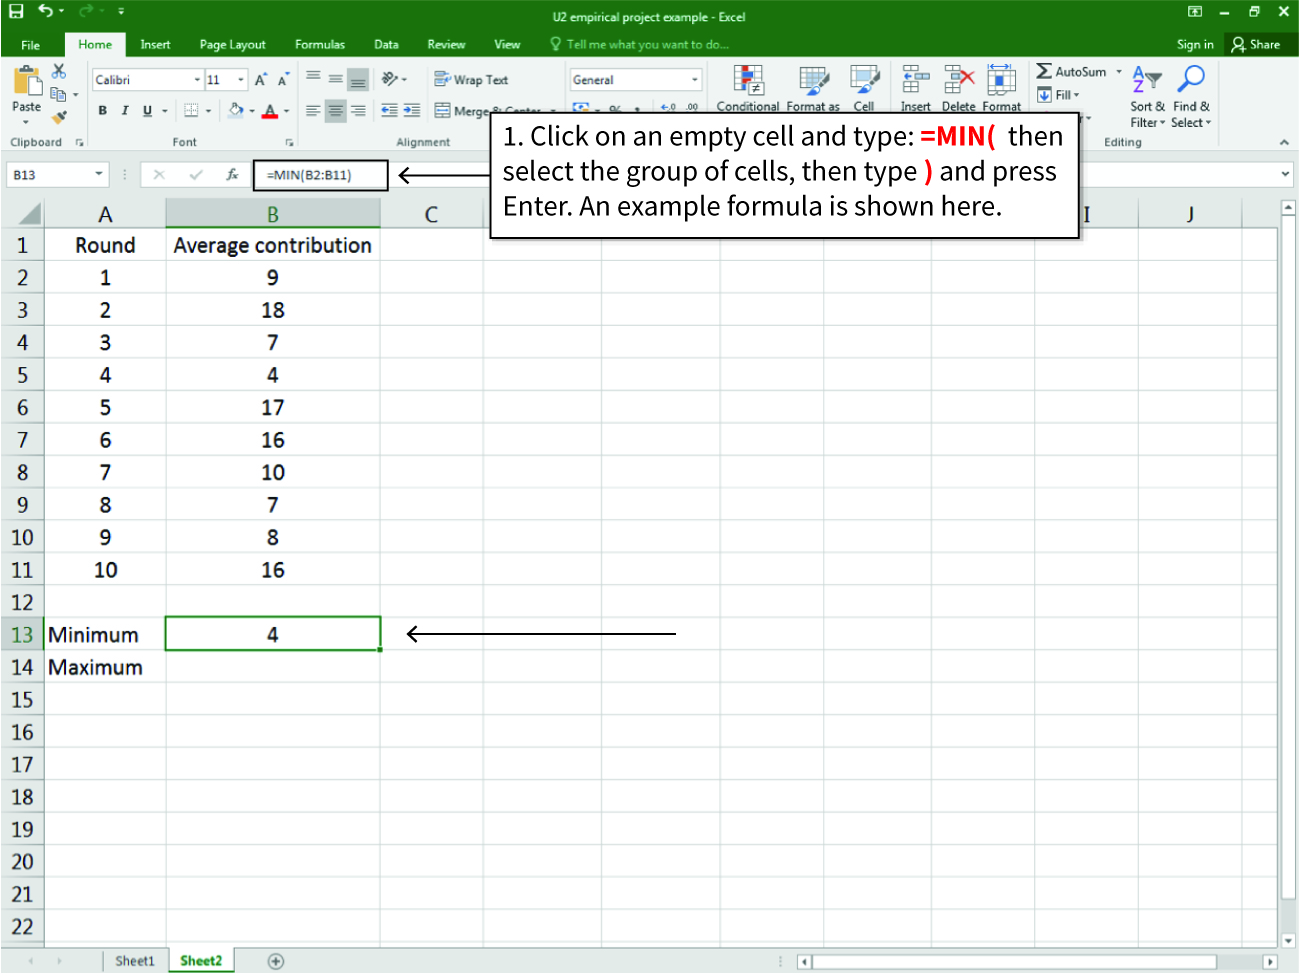 U2 empirical project example - Excel
File Home Insert Page Layout Formulas Data Review View Tell me what you want to do... Sign in Share
Calibri 11 Wrap Text General AutoSum
Paste B I U Merge & Center % Conditional Format as Cell Insert Delete Format Fill Sort & Find &
Filter Select
Clipboard Font Alignment Editing
1. Click on an empty cell and type: =MIN( then
select the group of cells, then type ) and press
Enter. An example formula is shown here.
B13 fx =MIN(B2:B11)
A B C I J
1 Round Average contribution
2 1 9
3 2 18
4 3 7
5 4 4
6 5 17
7 6 16
8 7 10
9 8 7
10 9 8
11 10 16
12
13 Minimum 4
14 Maximum
15
16
17
18
19
20
21
22
Sheet1 Sheet2